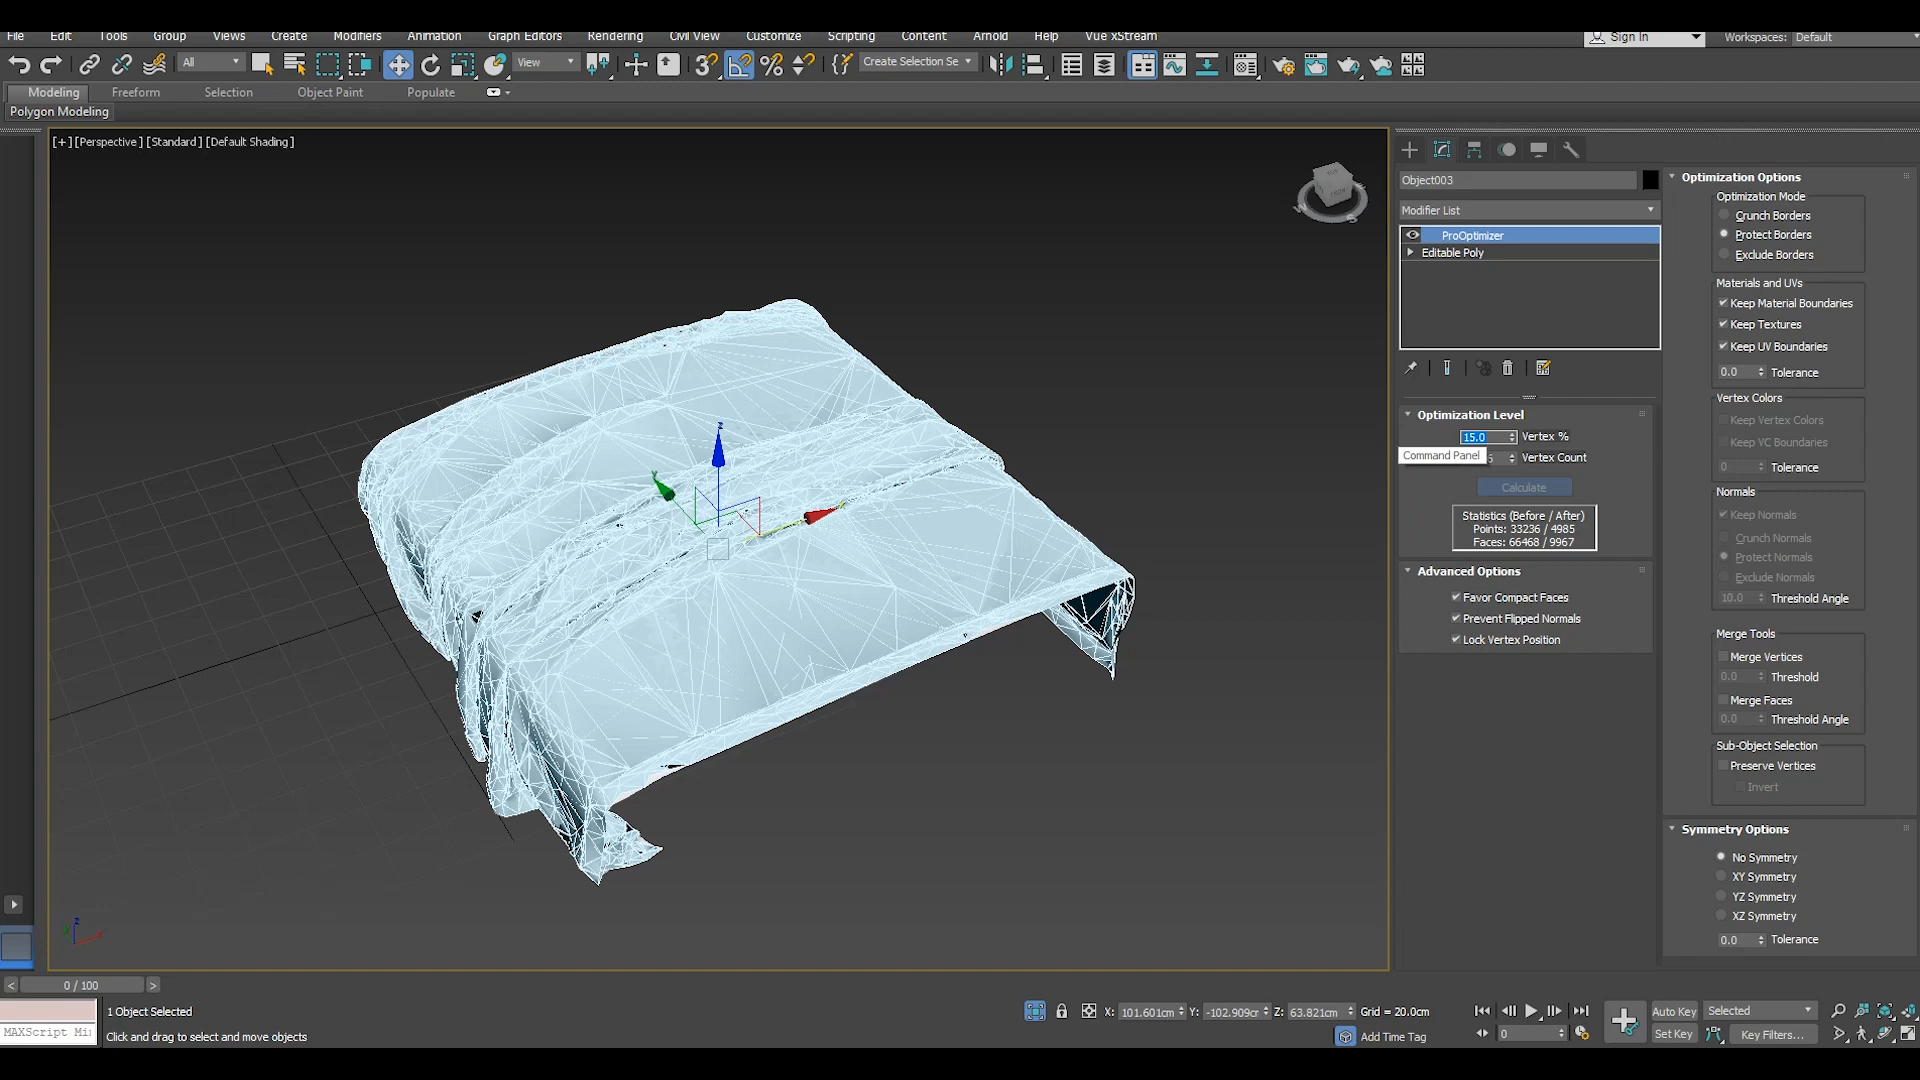 File Edit Tools Group Views Create Modifiers Animation Graph Editors Rendering Civil View Customize Scripting Content Arnold Help Vue xStream Sign In Workspaces: Default
All View Create Selection Se
Modeling Freeform Selection Object Paint Populate
Polygon Modeling
[+] [Perspective] [Standard] [Default Shading]
Object003
Modifier List
ProOptimizer
Editable Poly
Optimization Level
15.0 Vertex %
Command Panel
Vertex Count
Calculate
Statistics (Before / After)
Points: 33236 / 4985
Faces: 66468 / 9967
Advanced Options
Favor Compact Faces
Prevent Flipped Normals
Lock Vertex Position
Optimization Options
Optimization Mode
Crunch Borders
Protect Borders
Exclude Borders
Materials and UVs
Keep Material Boundaries
Keep Textures
Keep UV Boundaries
0.0 Tolerance
Vertex Colors
Keep Vertex Colors
Keep VC Boundaries
0 Tolerance
Normals
Keep Normals
Crunch Normals
Protect Normals
Exclude Normals
10.0 Threshold Angle
Merge Tools
Merge Vertices
0.0 Threshold
Merge Faces
0.0 Threshold Angle
Sub-Object Selection
Preserve Vertices
Invert
Symmetry Options
No Symmetry
XY Symmetry
YZ Symmetry
XZ Symmetry
0.0 Tolerance
< 0 / 100 >
1 Object Selected
MAXScript Mi
Click and drag to select and move objects
X: 101.601cm Y: -102.909cr Z: 63.821cm Grid = 20.0cm
Add Time Tag
0
Auto Key Selected
Set Key Key Filters...